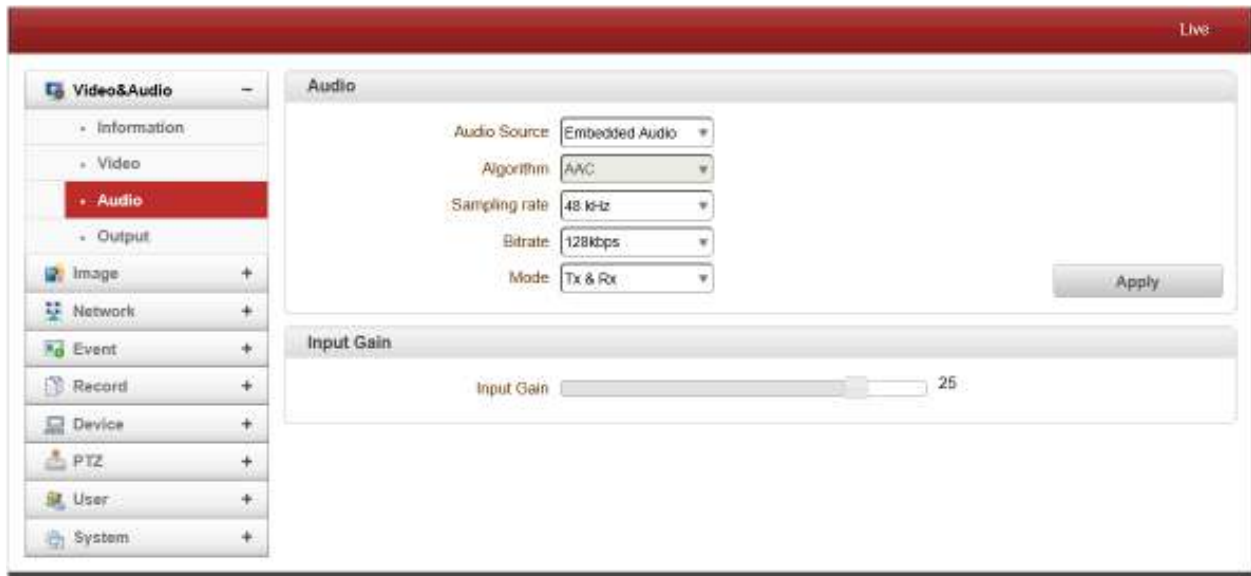 Live
Video&Audio
Information
Video
Audio
Output
Image
Network
Event
Record
Device
PTZ
User
System
Audio
Audio Source Embedded Audio
Algorithm AAC
Sampling rate 48 kHz
Bitrate 128kbps
Mode Tx & Rx
Apply
Input Gain
Input Gain 25